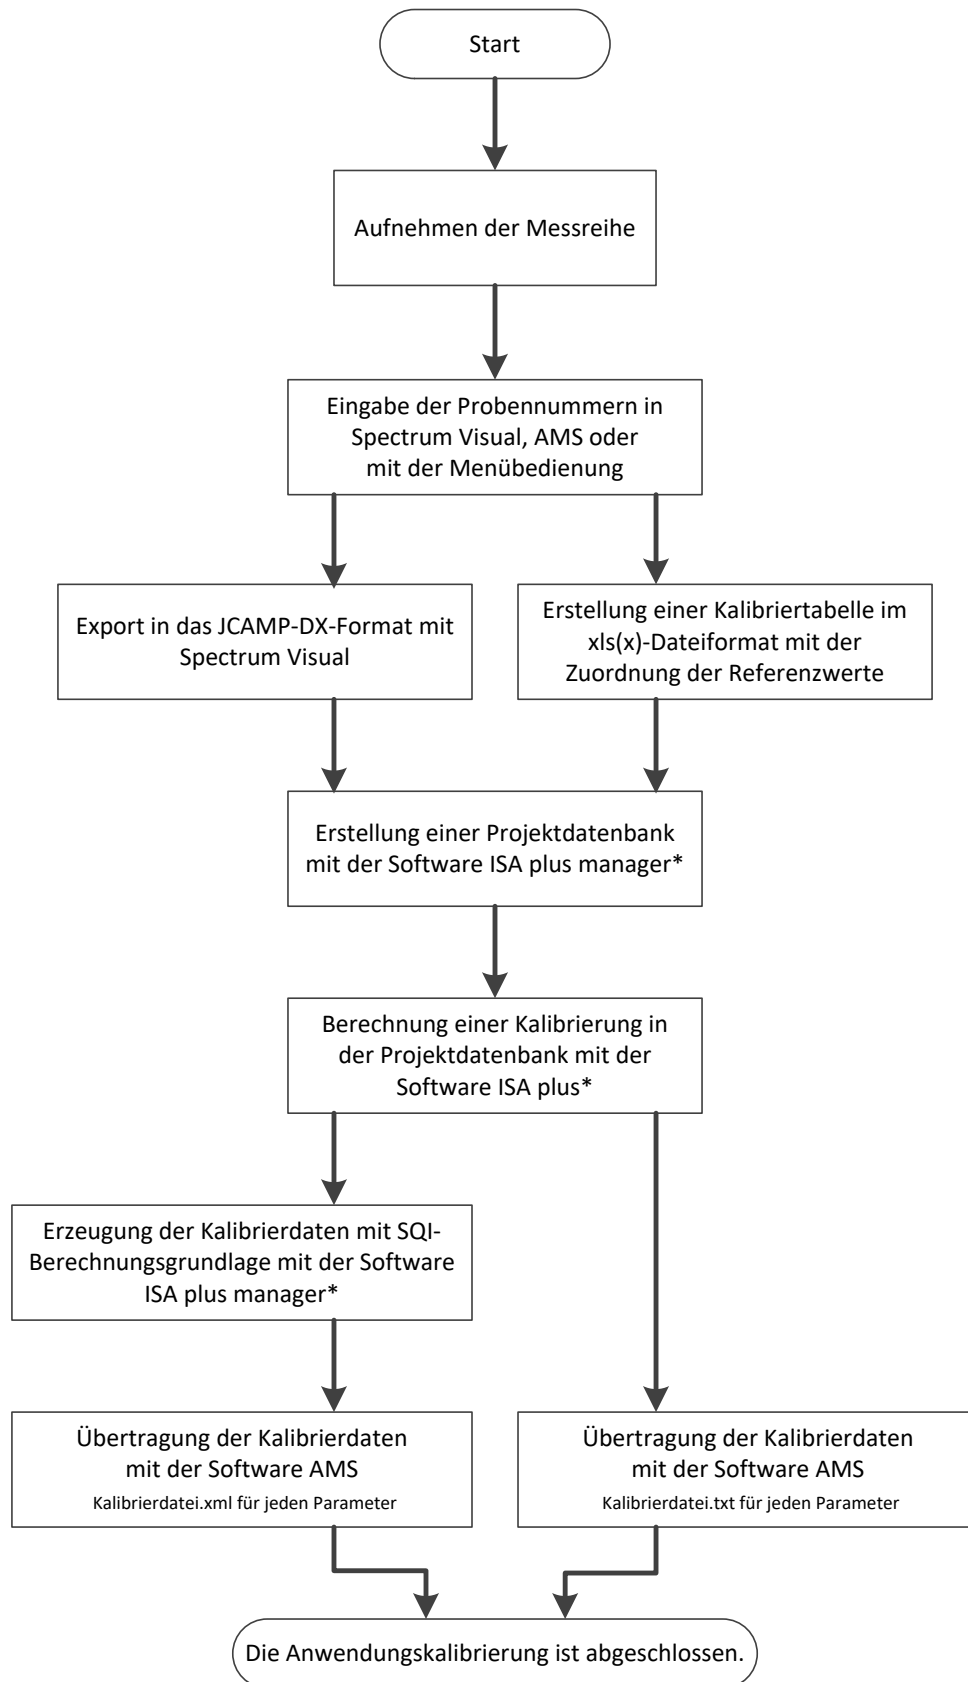 Start
Aufnehmen der Messreihe
Eingabe der Probennummern in
Spectrum Visual, AMS oder
mit der Menübedienung
Export in das JCAMP-DX-Format mit
Spectrum Visual
Erstellung einer Kalibriertabelle im
xls(x)-Dateiformat mit der
Zuordnung der Referenzwerte
Erstellung einer Projektdatenbank
mit der Software ISA plus manager*
Berechnung einer Kalibrierung in
der Projektdatenbank mit der
Software ISA plus*
Erzeugung der Kalibrierdaten mit SQI-
Berechnungsgrundlage mit der Software
ISA plus manager*
Übertragung der Kalibrierdaten
mit der Software AMS
Kalibrierdatei.xml für jeden Parameter
Übertragung der Kalibrierdaten
mit der Software AMS
Kalibrierdatei.txt für jeden Parameter
Die Anwendungskalibrierung ist abgeschlossen.